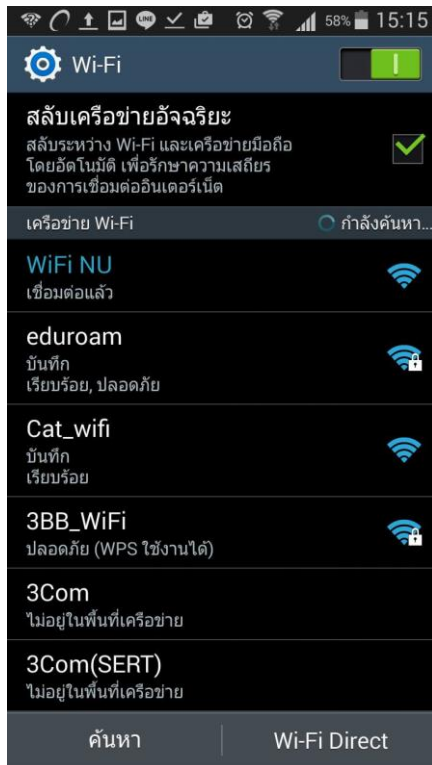 LINE
58%
15:15
Wi-Fi
สลับเครือข่ายอัจฉริยะ
สลับระหว่าง Wi-Fi และเครือข่ายมือถือ
โดยอัตโนมัติ เพื่อรักษาความเสถียร
ของการเชื่อมต่ออินเตอร์เน็ต
เครือข่าย Wi-Fi
กำลังค้นหา...
WiFi NU
เชื่อมต่อแล้ว
eduroam
บันทึก
เรียบร้อย, ปลอดภัย
Cat_wifi
บันทึก
เรียบร้อย
3BB_WiFi
ปลอดภัย (WPS ใช้งานได้)
3Com
ไม่อยู่ในพื้นที่เครือข่าย
3Com(SERT)
ไม่อยู่ในพื้นที่เครือข่าย
ค้นหา
Wi-Fi Direct